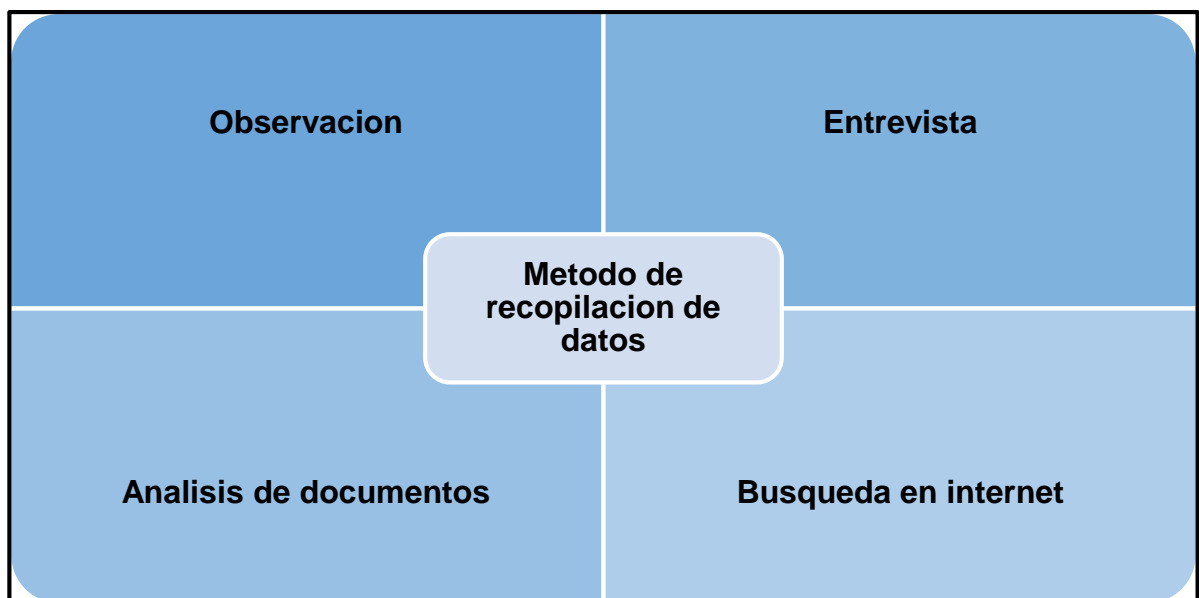 Observacion
Entrevista
Metodo de
recopilacion de
datos
Analisis de documentos
Busqueda en internet